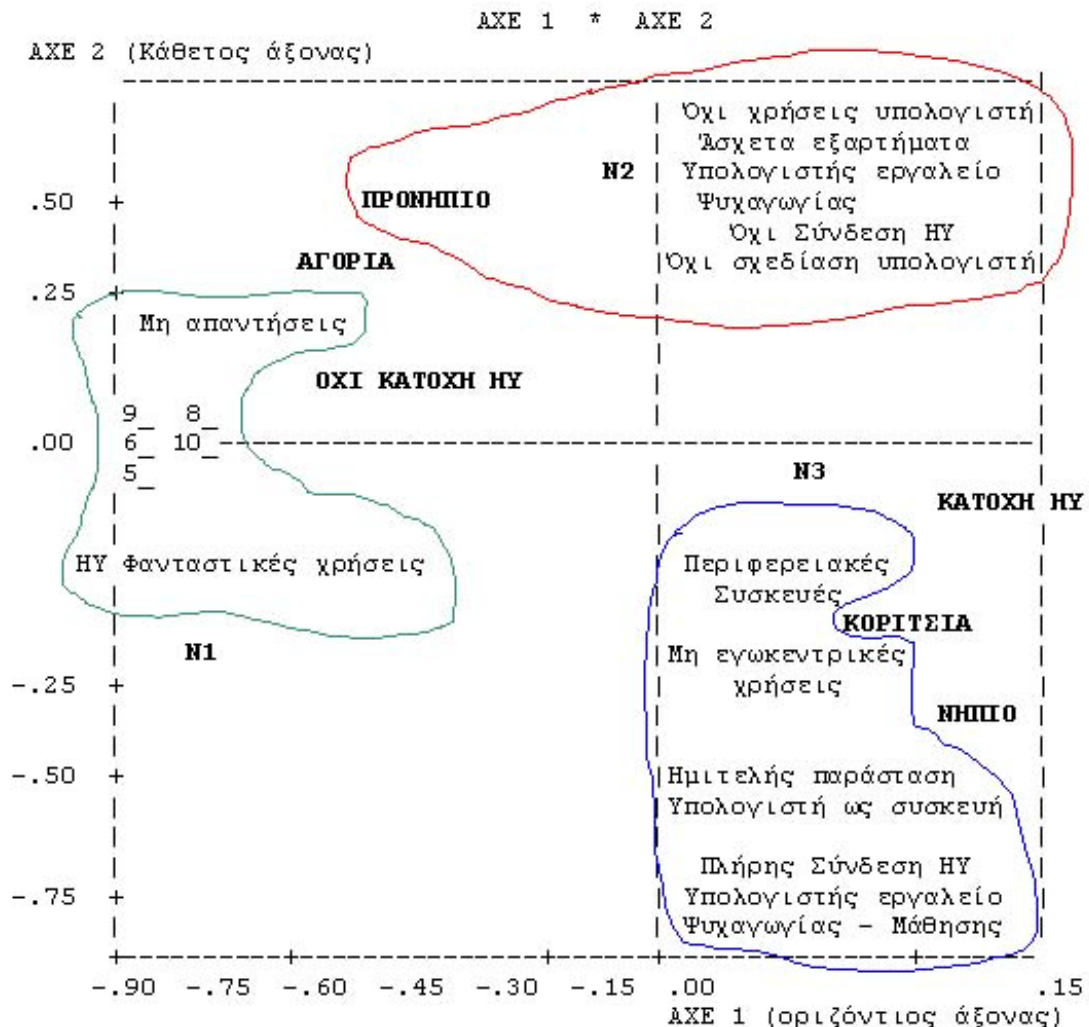 AXE 1 * AXE 2
AXE 2 (Κάθετος άξονας)
Όχι χρήσεις υπολογιστή
Άσχετα εξαρτήματα
N2 Υπολογιστής εργαλείο
.50 ΠΡΟΝΗΠΙΟ Ψυχαγωγίας
Όχι Σύνδεση ΗΥ
ΑΓΟΡΙΑ Όχι σχεδίαση υπολογιστή
.25
Μη απαντήσεις
ΟΧΙ ΚΑΤΟΧΗ ΗΥ
9_ 8_
.00 6_ 10_
5_
N3
ΚΑΤΟΧΗ ΗΥ
ΗΥ Φανταστικές χρήσεις Περιφερειακές
Συσκευές
ΚΟΡΙΤΣΙΑ
N1 Μη εγωκεντρικές
-.25 χρήσεις
ΝΗΠΙΟ
-.50 Ημιτελής παράσταση
Υπολογιστή ως συσκευή
Πλήρης Σύνδεση ΗΥ
-.75 Υπολογιστής εργαλείο
Ψυχαγωγίας - Μάθησης
-.90 -.75 -.60 -.45 -.30 -.15 .00 .15
AXE 1 (οριζόντιος άξονας)